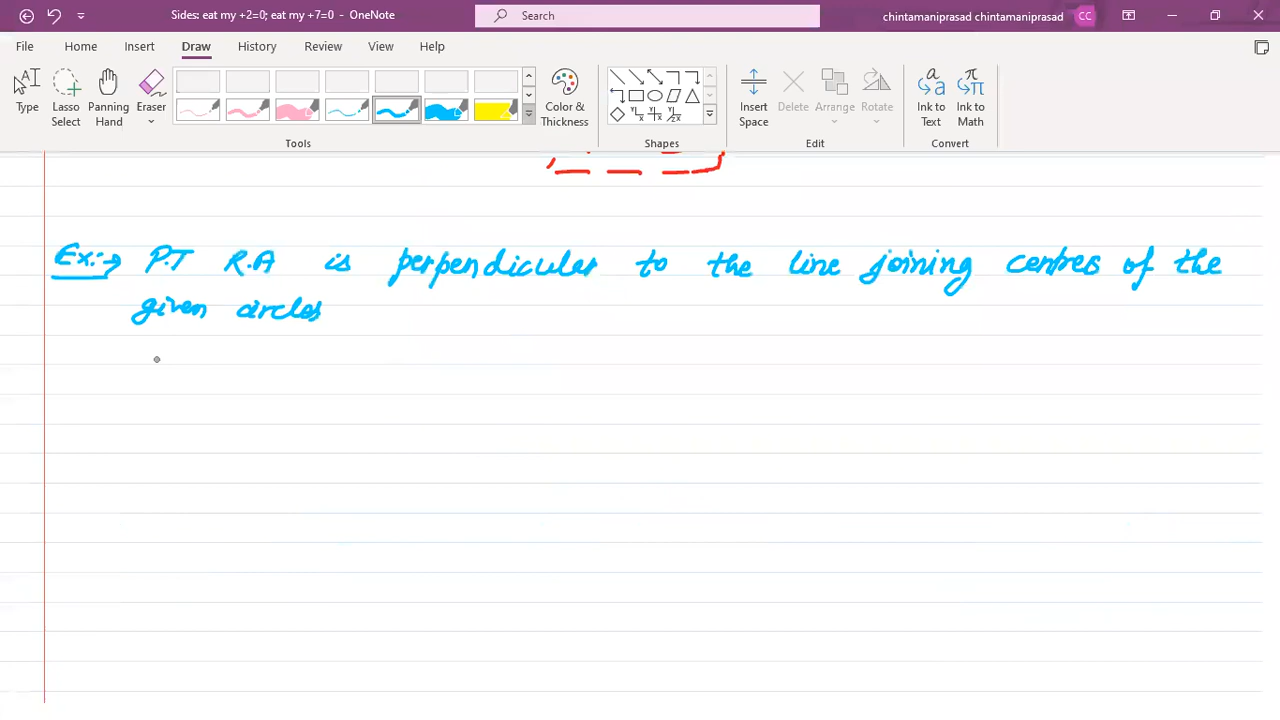 Sides: eat my +2=0; eat my +7=0 - OneNote
Search
chintamaniprasad chintamaniprasad
CC
File Home Insert Draw History Review View Help
Type
Lasso Select
Panning Hand
Eraser
Color & Thickness
Insert Space
Delete
Arrange
Rotate
Ink to Text
Ink to Math
Tools Shapes Edit Convert
Ex:→ P.T R.A is perpendicular to the line joining centres of the
given circles